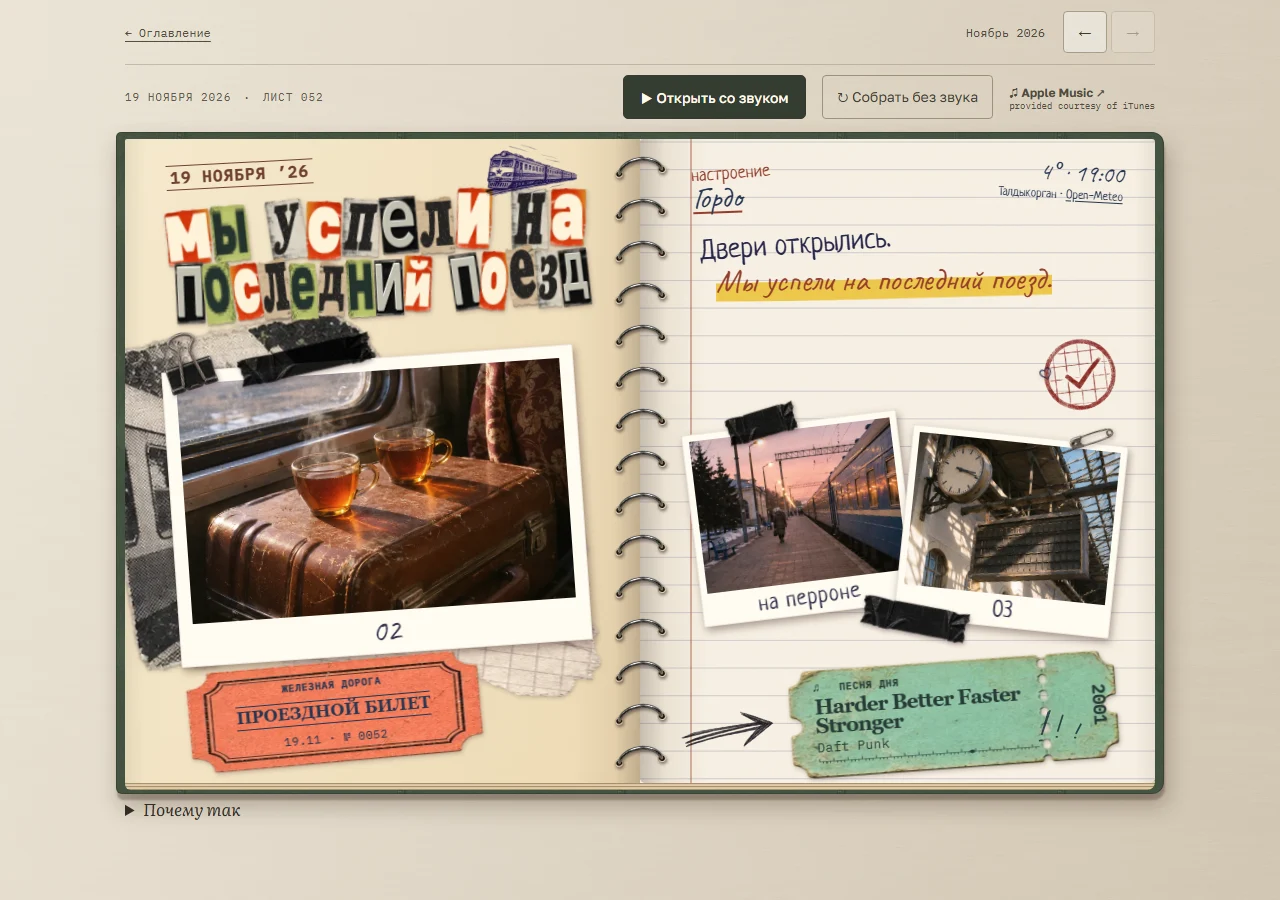 ← Оглавление
Ноябрь 2026
←
→
19 НОЯБРЯ 2026 · ЛИСТ 052
▶ Открыть со звуком
↻ Собрать без звука
♫ Apple Music ↗
provided courtesy of iTunes
19 НОЯБРЯ ’26
мы успели на
последний поезд
02
ЖЕЛЕЗНАЯ ДОРОГА
ПРОЕЗДНОЙ БИЛЕТ
19.11 · № 0052
настроение
Гордо
4°· 19:00
Талдыкорган · Open-Meteo
Двери открылись.
Мы успели на последний поезд.
на перроне
03
♫ ПЕСНЯ ДНЯ
Harder Better Faster
Stronger
Daft Punk
2001
!!!
▶ Почему так